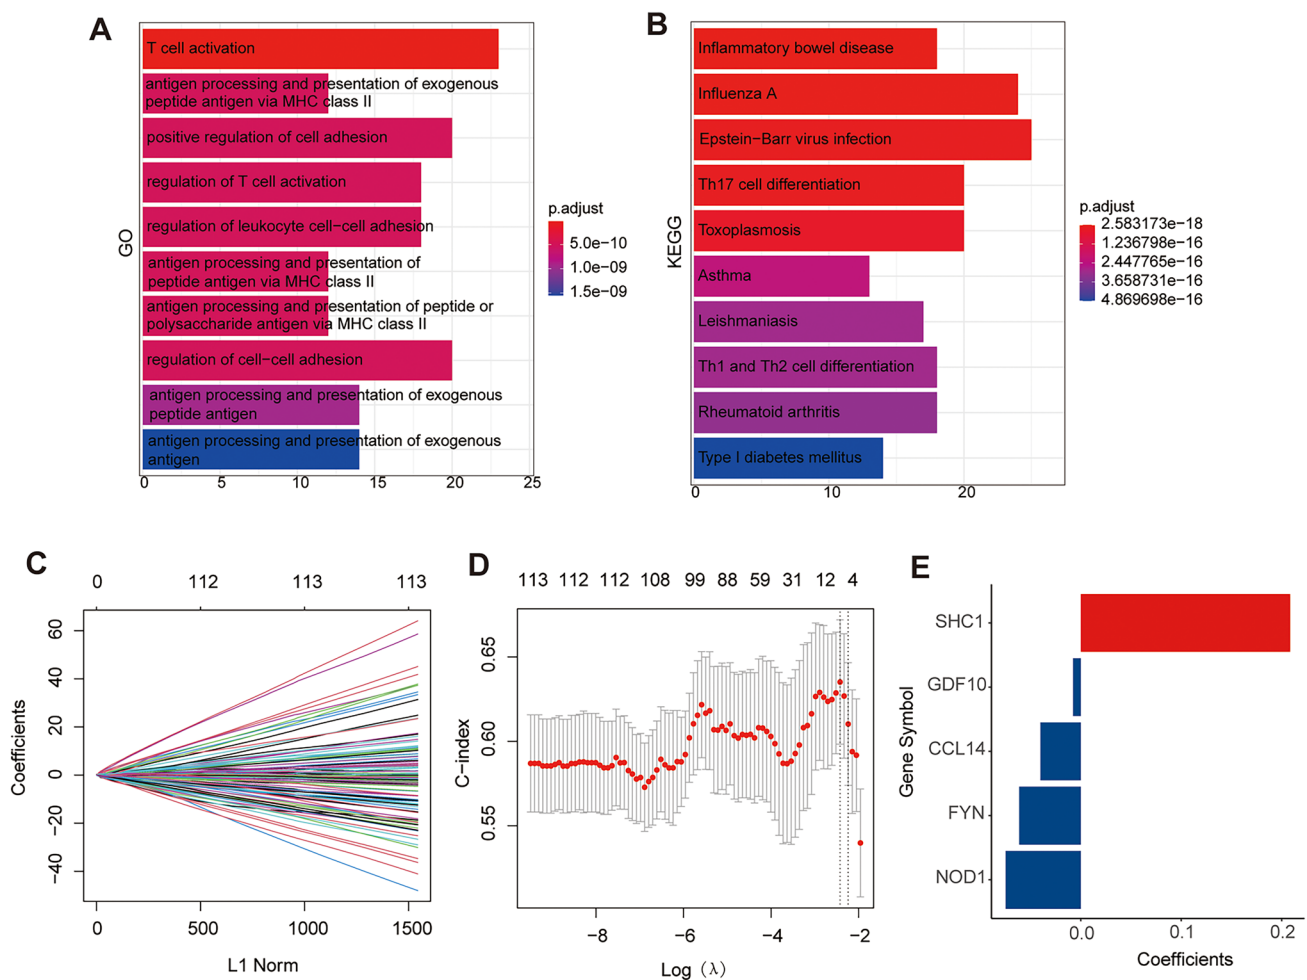 A
T cell activation
antigen processing and presentation of exogenous
peptide antigen via MHC class II
positive regulation of cell adhesion
regulation of T cell activation
regulation of leukocyte cell−cell adhesion
antigen processing and presentation of
peptide antigen via MHC class II
antigen processing and presentation of peptide or
polysaccharide antigen via MHC class II
regulation of cell−cell adhesion
antigen processing and presentation of exogenous
peptide antigen
antigen processing and presentation of exogenous
antigen
GO
0 5 10 15 20 25
p.adjust
5.0e−10
1.0e−09
1.5e−09
B
Inflammatory bowel disease
Influenza A
Epstein−Barr virus infection
Th17 cell differentiation
Toxoplasmosis
Asthma
Leishmaniasis
Th1 and Th2 cell differentiation
Rheumatoid arthritis
Type I diabetes mellitus
KEGG
0 10 20
p.adjust
2.583173e−18
1.236798e−16
2.447765e−16
3.658731e−16
4.869698e−16
C
0 112 113 113
60
40
20
0
−20
−40
Coefficients
0 500 1000 1500
L1 Norm
D
113 112 112 108 99 88 59 31 12 4
0.65
0.60
0.55
C−index
−8 −6 −4 −2
Log (λ)
E
SHC1
GDF10
CCL14
FYN
NOD1
Gene Symbol
0.0 0.1 0.2
Coefficients